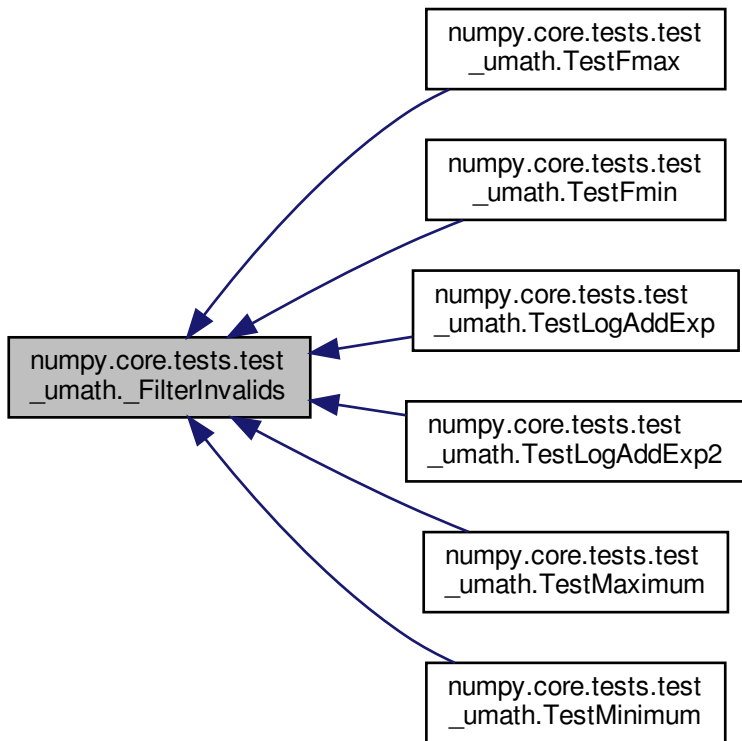 numpy.core.tests.test
_umath.TestFmax
numpy.core.tests.test
_umath.TestFmin
numpy.core.tests.test
_umath.TestLogAddExp
numpy.core.tests.test
_umath._FilterInvalids
numpy.core.tests.test
_umath.TestLogAddExp2
numpy.core.tests.test
_umath.TestMaximum
numpy.core.tests.test
_umath.TestMinimum